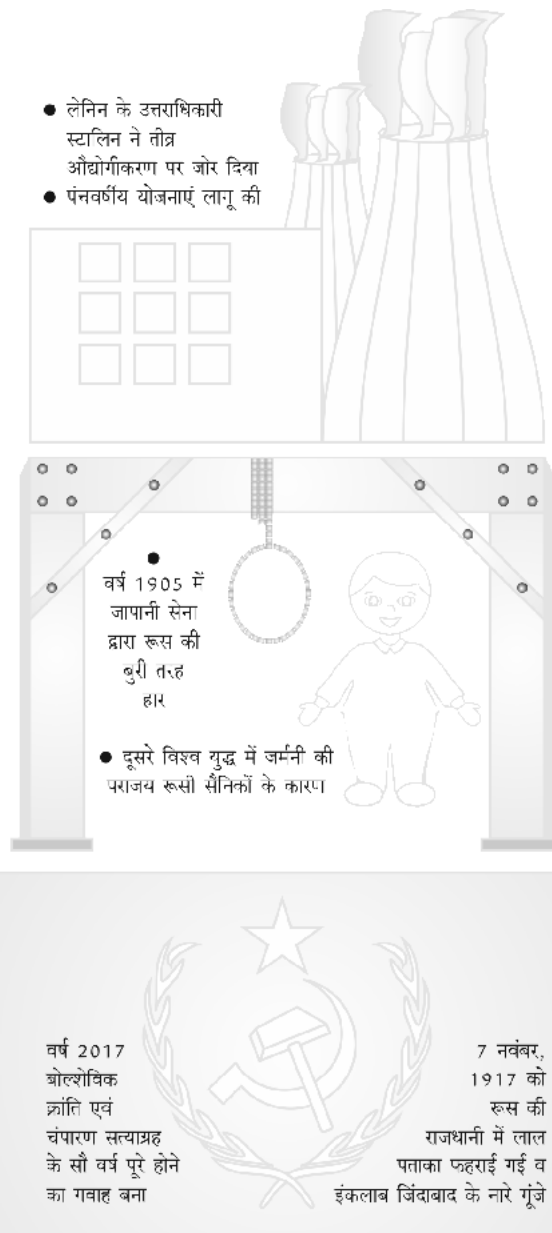 ● लेनिन के उत्तराधिकारी
स्टालिन ने तीव्र
औद्योगीकरण पर जोर दिया
● पंचवर्षीय योजनाएं लागू की
●
वर्ष 1905 में
जापानी सेना
द्वारा रूस की
बुरी तरह
हार
● दूसरे विश्व युद्ध में जर्मनी की
पराजय रूसी सैनिकों के कारण
वर्ष 2017
बोल्शेविक
क्रांति एवं
चंपारण सत्याग्रह
के सौ वर्ष पूरे होने
का गवाह बना
7 नवंबर,
1917 को
रूस की
राजधानी में लाल
पताका फहराई गई व
इंकलाब जिंदाबाद के नारे गूंजे